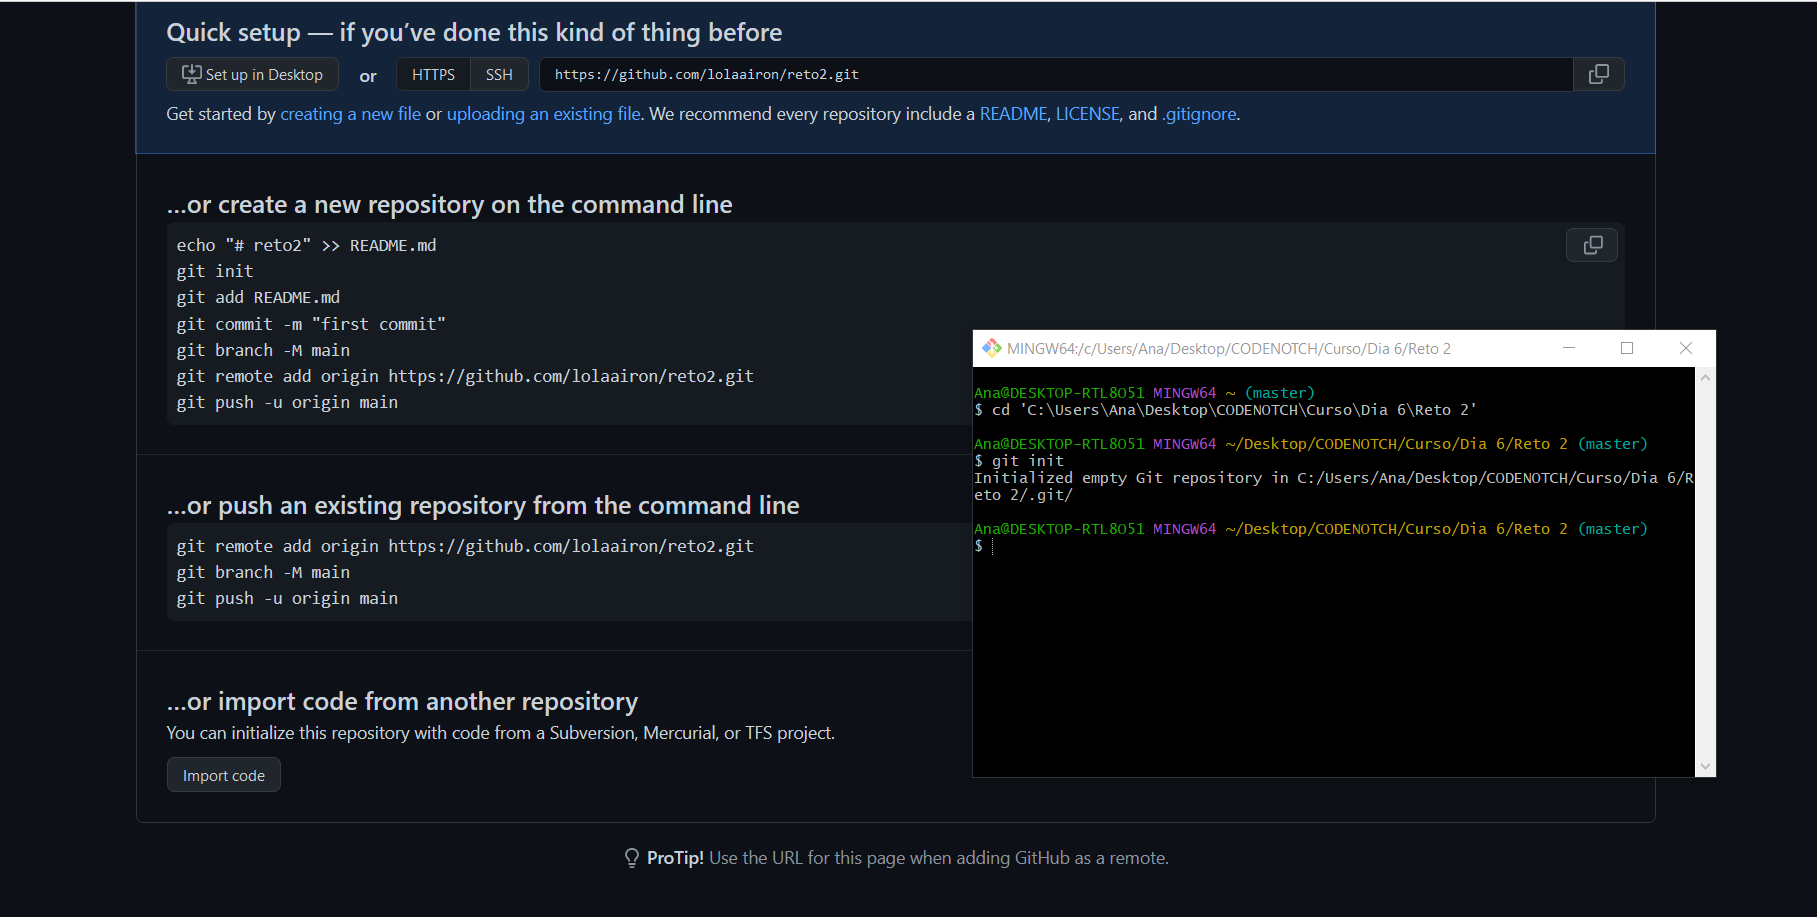 Quick setup — if you’ve done this kind of thing before
Set up in Desktop or HTTPS SSH https://github.com/lolaairon/reto2.git
Get started by creating a new file or uploading an existing file. We recommend every repository include a README, LICENSE, and .gitignore.
…or create a new repository on the command line
echo "# reto2" >> README.md
git init
git add README.md
git commit -m "first commit"
git branch -M main
git remote add origin https://github.com/lolaairon/reto2.git
git push -u origin main
…or push an existing repository from the command line
git remote add origin https://github.com/lolaairon/reto2.git
git branch -M main
git push -u origin main
…or import code from another repository
You can initialize this repository with code from a Subversion, Mercurial, or TFS project.
Import code
ProTip! Use the URL for this page when adding GitHub as a remote.
MINGW64:/c/Users/Ana/Desktop/CODENOTCH/Curso/Dia 6/Reto 2
Ana@DESKTOP-RTL8O51 MINGW64 ~ (master)
$ cd 'C:\Users\Ana\Desktop\CODENOTCH\Curso\Dia 6\Reto 2'
Ana@DESKTOP-RTL8O51 MINGW64 ~/Desktop/CODENOTCH/Curso/Dia 6/Reto 2 (master)
$ git init
Initialized empty Git repository in C:/Users/Ana/Desktop/CODENOTCH/Curso/Dia 6/R
eto 2/.git/
Ana@DESKTOP-RTL8O51 MINGW64 ~/Desktop/CODENOTCH/Curso/Dia 6/Reto 2 (master)
$